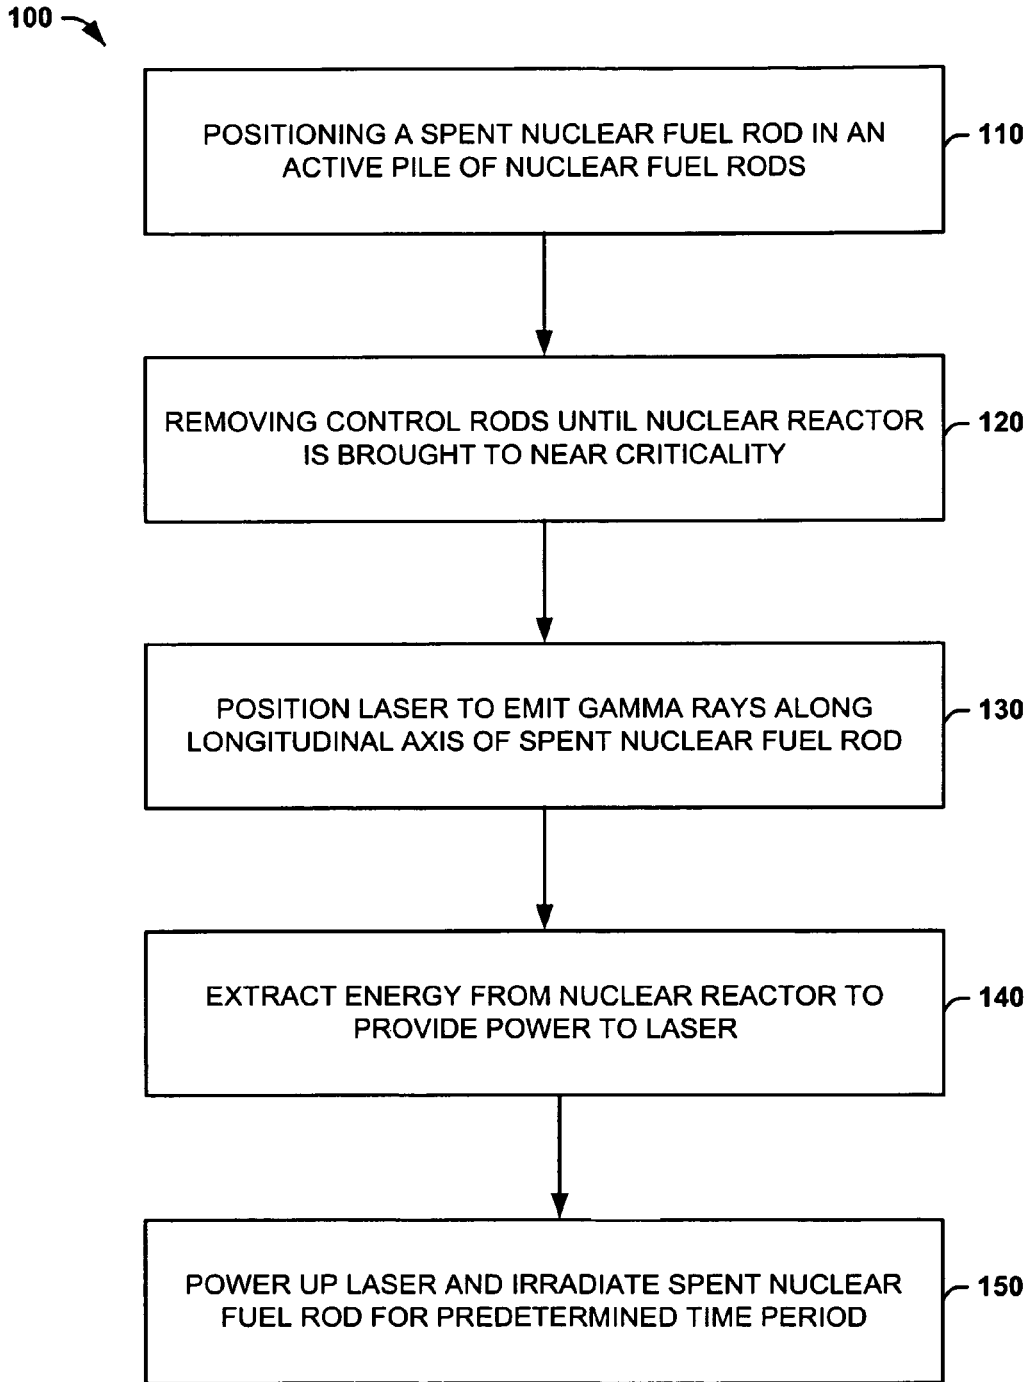 100
POSITIONING A SPENT NUCLEAR FUEL ROD IN AN
ACTIVE PILE OF NUCLEAR FUEL RODS
110
REMOVING CONTROL RODS UNTIL NUCLEAR REACTOR
IS BROUGHT TO NEAR CRITICALITY
120
POSITION LASER TO EMIT GAMMA RAYS ALONG
LONGITUDINAL AXIS OF SPENT NUCLEAR FUEL ROD
130
EXTRACT ENERGY FROM NUCLEAR REACTOR TO
PROVIDE POWER TO LASER
140
POWER UP LASER AND IRRADIATE SPENT NUCLEAR
FUEL ROD FOR PREDETERMINED TIME PERIOD
150